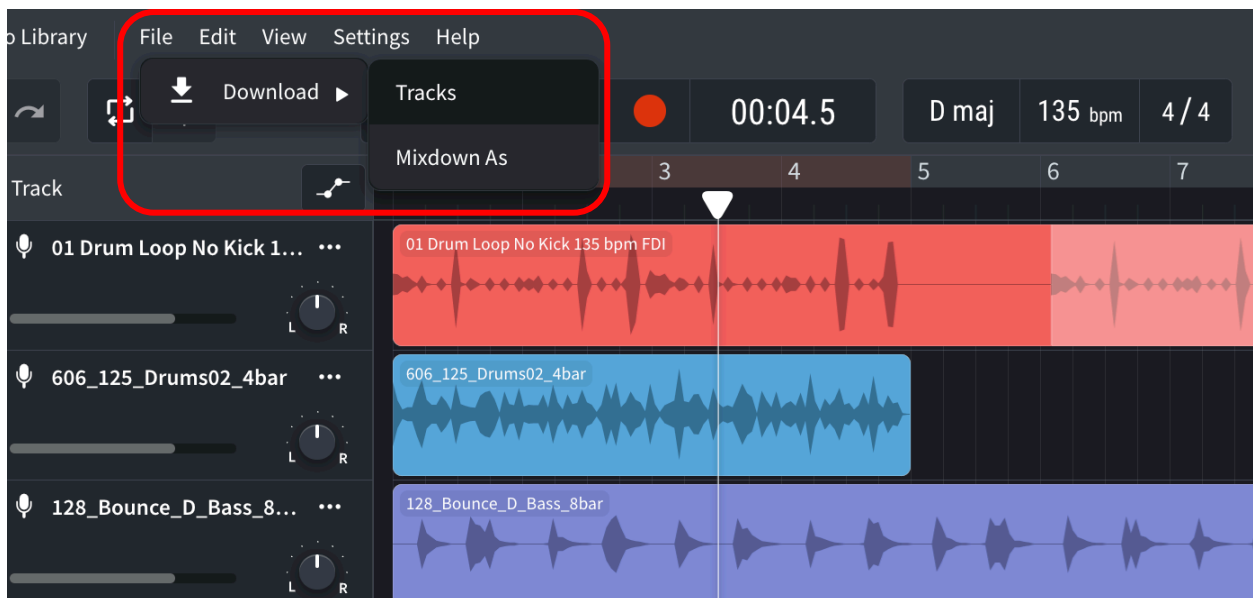 o Library File Edit View Settings Help
Download Tracks
Mixdown As
00:04.5 D maj 135 bpm 4/4
Track
3 4 5 6 7
01 Drum Loop No Kick 1...
L R
01 Drum Loop No Kick 135 bpm FDI
606_125_Drums02_4bar
L R
606_125_Drums02_4bar
128_Bounce_D_Bass_8...
L R
128_Bounce_D_Bass_8bar